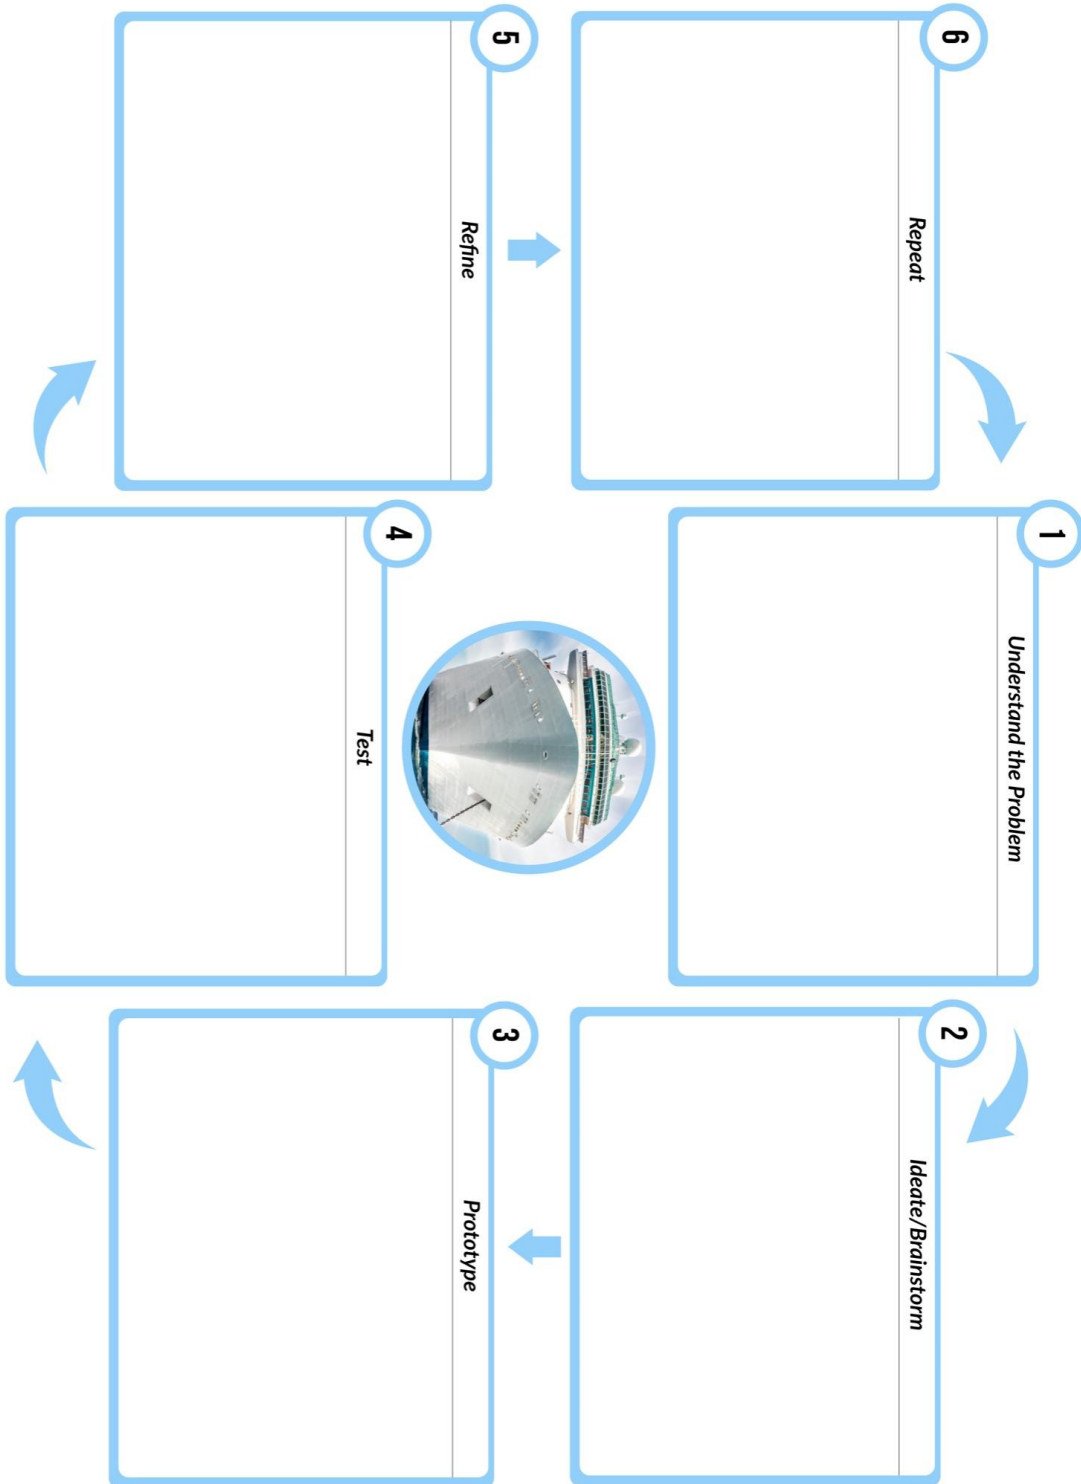 1
Understand the Problem
2
Ideate/Brainstorm
3
Prototype
4
Test
5
Refine
6
Repeat